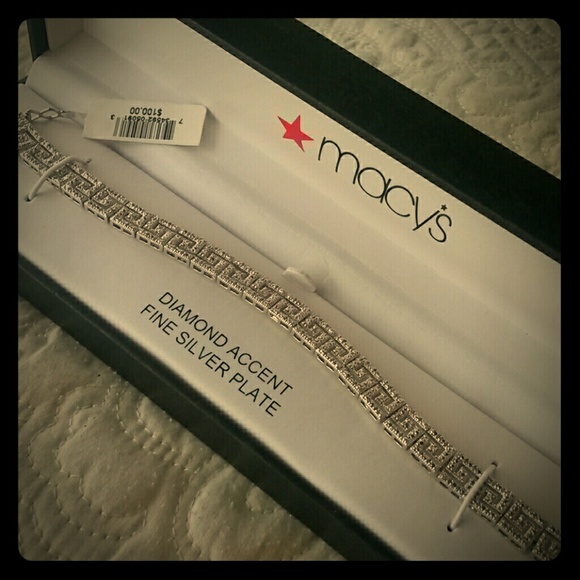 $100.00
macy's
DIAMOND ACCENT
FINE SILVER PLATE